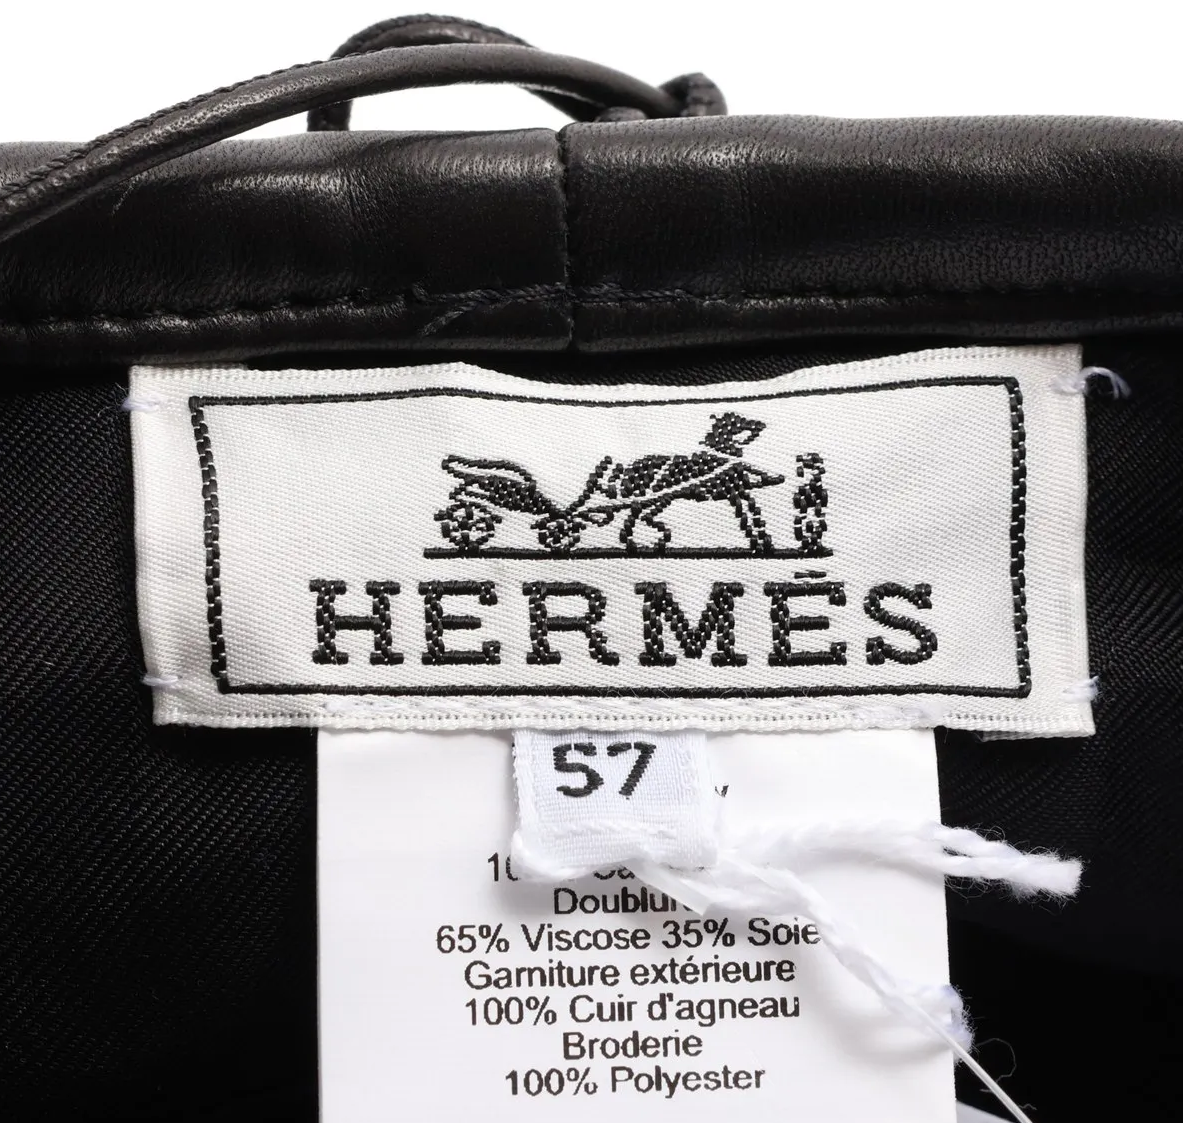 HERMÈS
57
Doublure
65% Viscose 35% Soie
Garniture extérieure
100% Cuir d'agneau
Broderie
100% Polyester